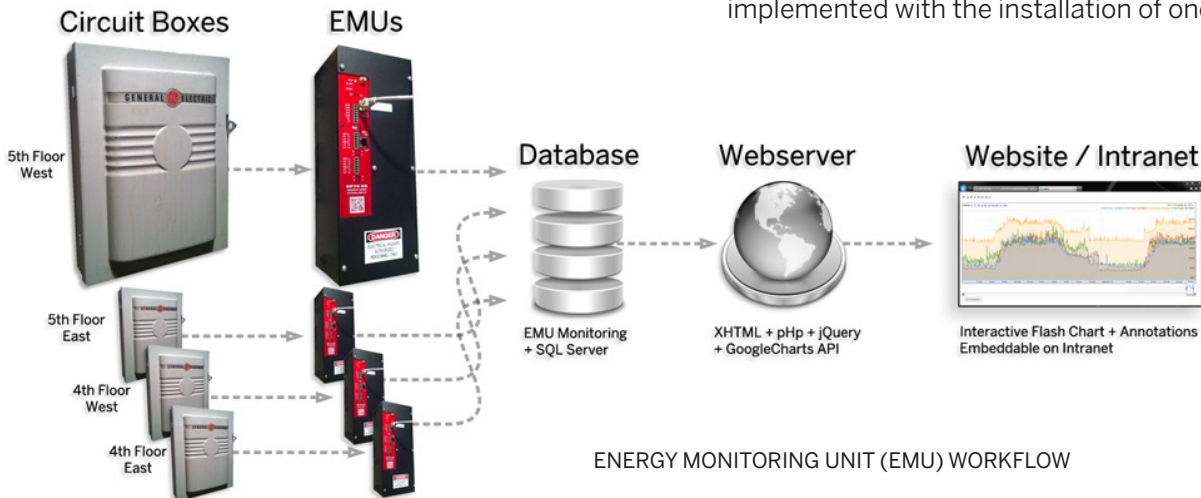 implemented with the installation of one
Circuit Boxes
EMUs
GENERAL ELECTRIC
5th Floor
West
DANGER
Database
Webserver
Website / Intranet
5th Floor
East
4th Floor
West
4th Floor
East
EMU Monitoring
+ SQL Server
XHTML + pHp + jQuery
+ GoogleCharts API
Interactive Flash Chart + Annotations
Embeddable on Intranet
ENERGY MONITORING UNIT (EMU) WORKFLOW